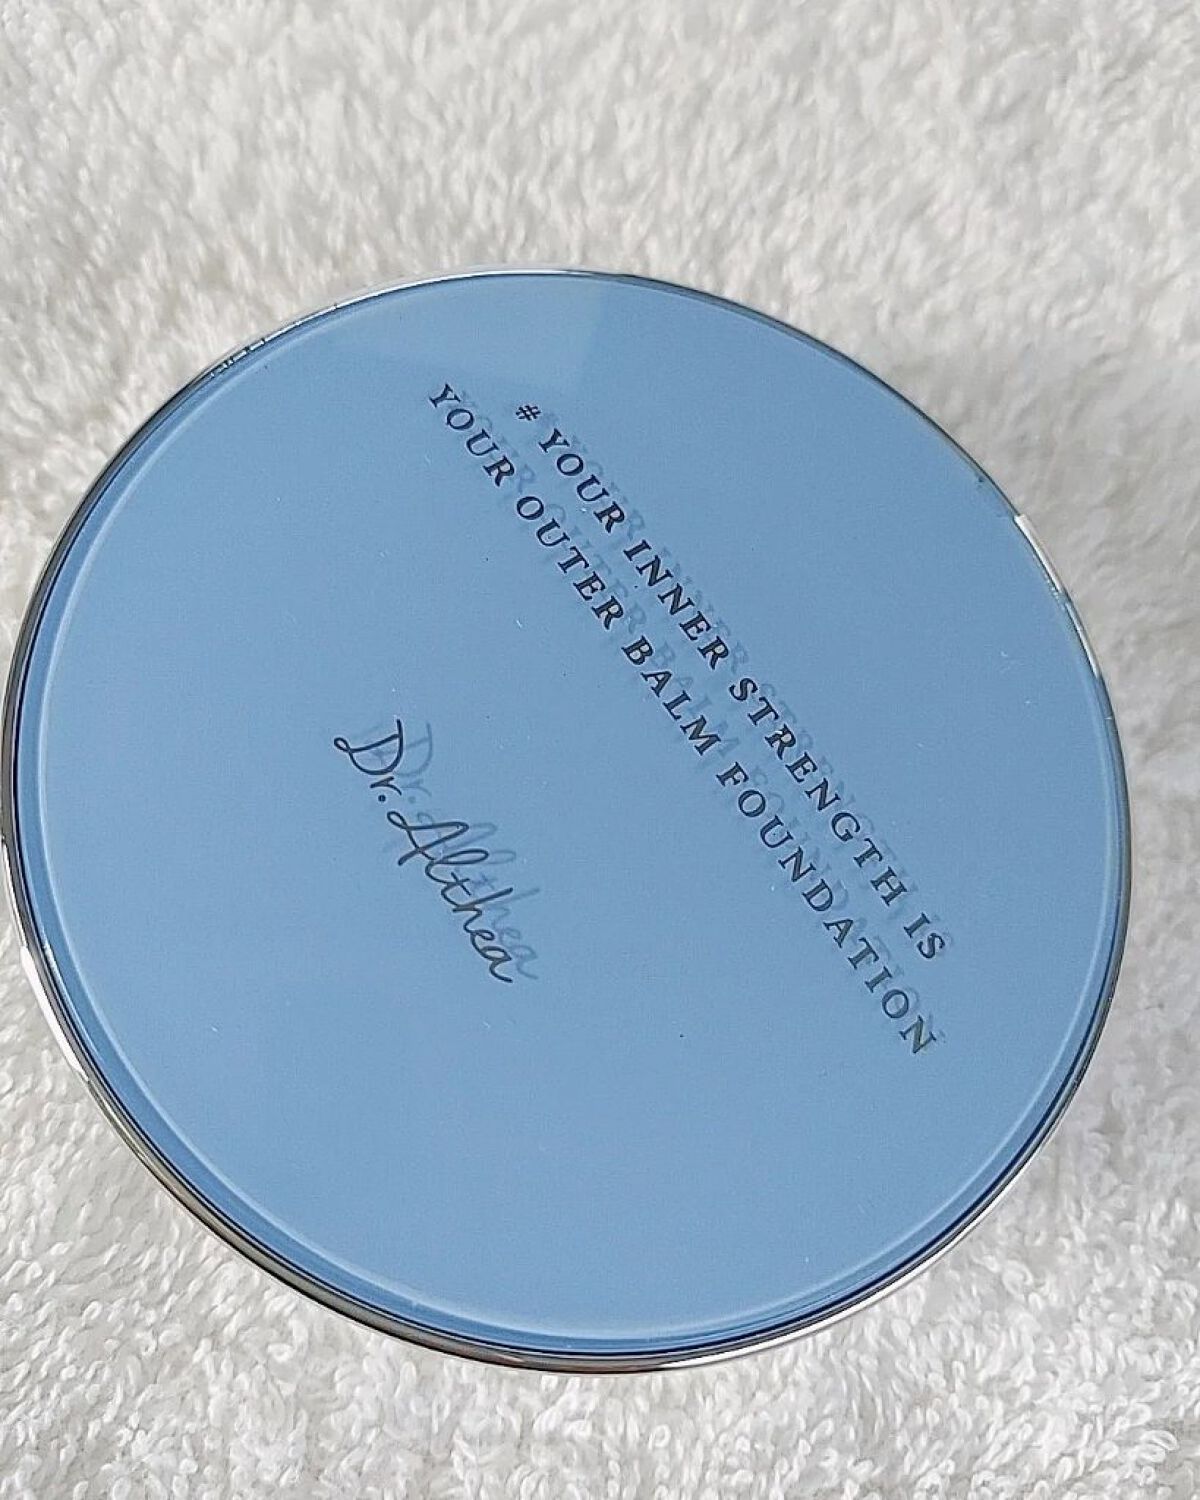 # YOUR INNER STRENGTH IS
YOUR OUTER BALM FOUNDATION
Dr. Althea